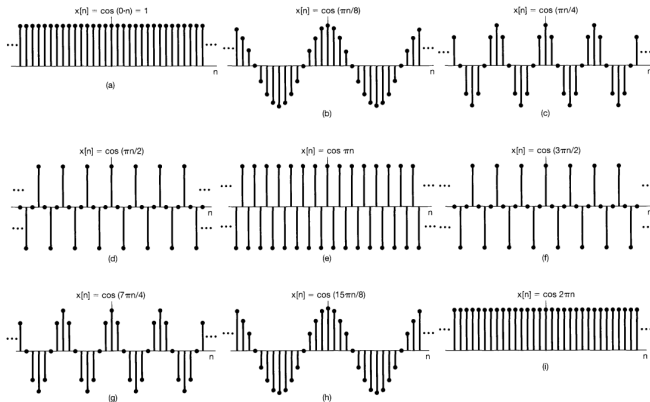 x[n] = cos (0·n) = 1
x[n] = cos (πn/8)
x[n] = cos (πn/4)
n
n
n
(a)
(b)
(c)
x[n] = cos (πn/2)
x[n] = cos πn
x[n] = cos (3πn/2)
n
n
n
(d)
(e)
(f)
x[n] = cos (7πn/4)
x[n] = cos (15πn/8)
x[n] = cos 2πn
n
n
n
(g)
(h)
(i)